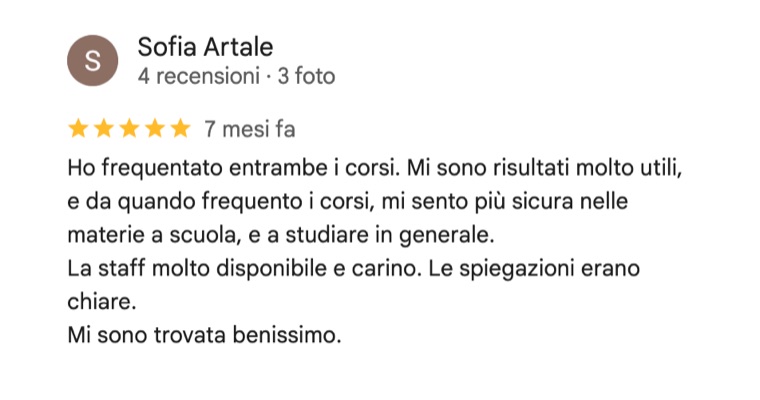 S
Sofia Artale
4 recensioni · 3 foto
7 mesi fa
Ho frequentato entrambe i corsi. Mi sono risultati molto utili,
e da quando frequento i corsi, mi sento più sicura nelle
materie a scuola, e a studiare in generale.
La staff molto disponibile e carino. Le spiegazioni erano
chiare.
Mi sono trovata benissimo.